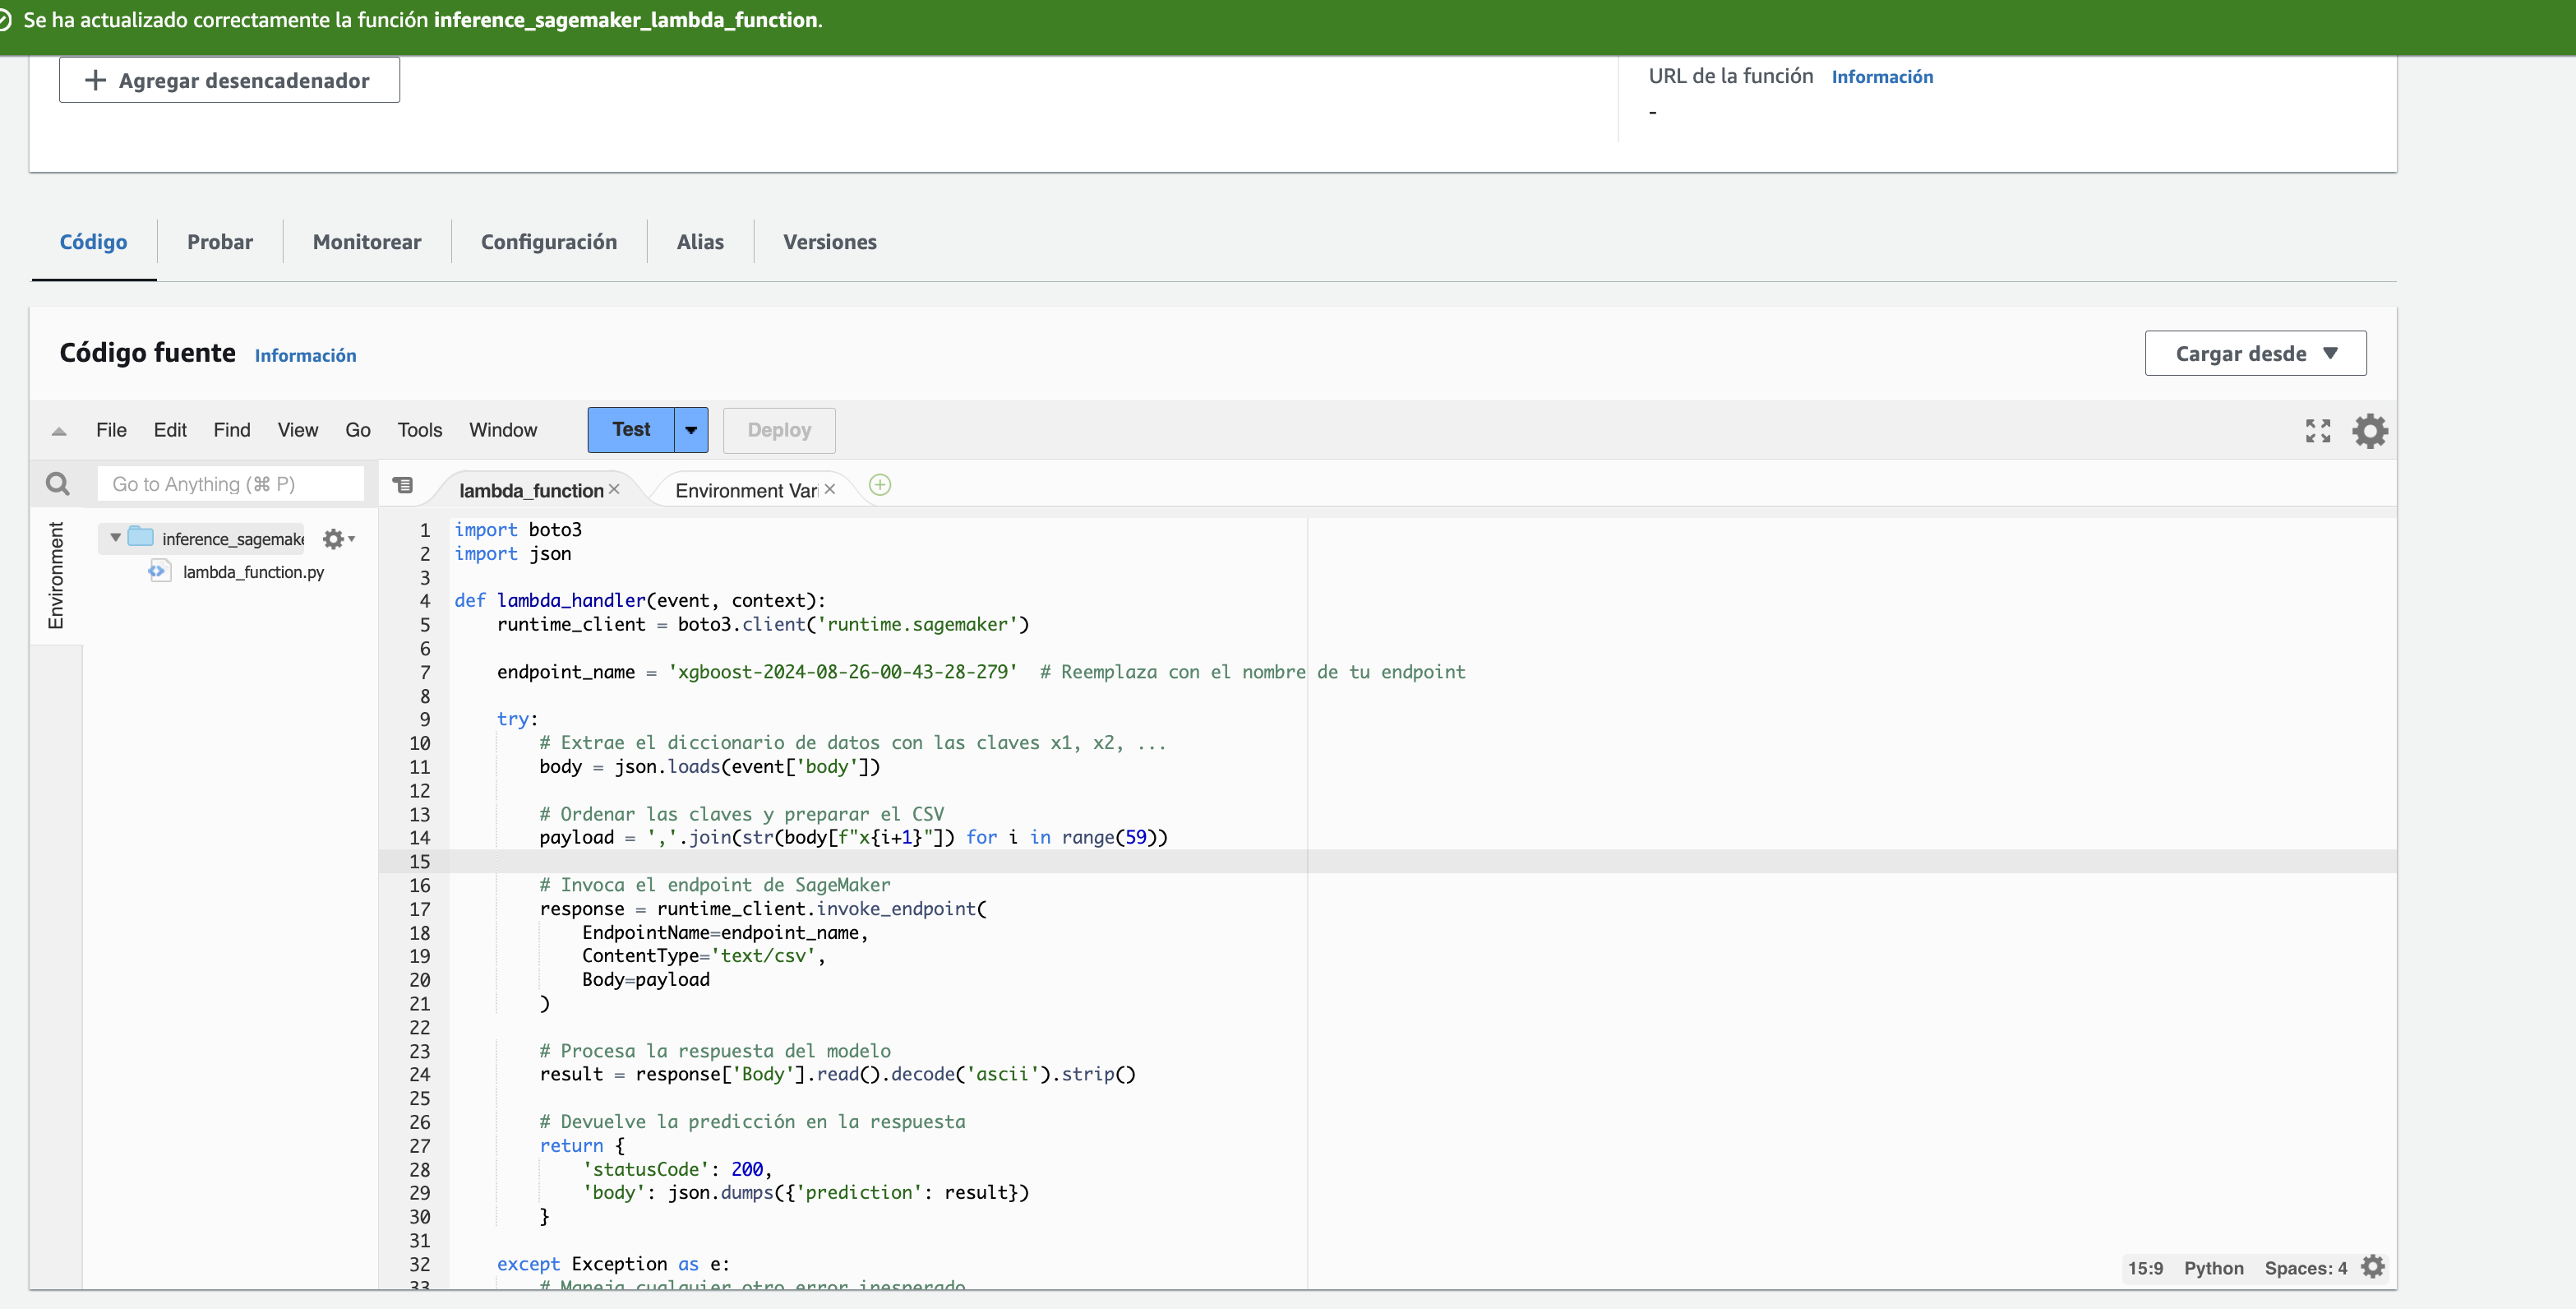 Se ha actualizado correctamente la función inference_sagemaker_lambda_function.
Agregar desencadenador
URL de la función Información
-
Código Probar Monitorear Configuración Alias Versiones
Código fuente Información
Cargar desde
File Edit Find View Go Tools Window Test Deploy
Go to Anything (⌘ P)
lambda_function Environment Vari
Environment
inference_sagemake
lambda_function.py
1 import boto3
2 import json
3
4 def lambda_handler(event, context):
5 runtime_client = boto3.client('runtime.sagemaker')
6
7 endpoint_name = 'xgboost-2024-08-26-00-43-28-279' # Reemplaza con el nombre de tu endpoint
8
9 try:
10 # Extrae el diccionario de datos con las claves x1, x2, ...
11 body = json.loads(event['body'])
12
13 # Ordenar las claves y preparar el CSV
14 payload = ','.join(str(body[f"x{i+1}"]) for i in range(59))
15
16 # Invoca el endpoint de SageMaker
17 response = runtime_client.invoke_endpoint(
18 EndpointName=endpoint_name,
19 ContentType='text/csv',
20 Body=payload
21 )
22
23 # Procesa la respuesta del modelo
24 result = response['Body'].read().decode('ascii').strip()
25
26 # Devuelve la predicción en la respuesta
27 return {
28 'statusCode': 200,
29 'body': json.dumps({'prediction': result})
30 }
31
32 except Exception as e:
33 # Maneja cualquier otro error inesperado
15:9 Python Spaces: 4